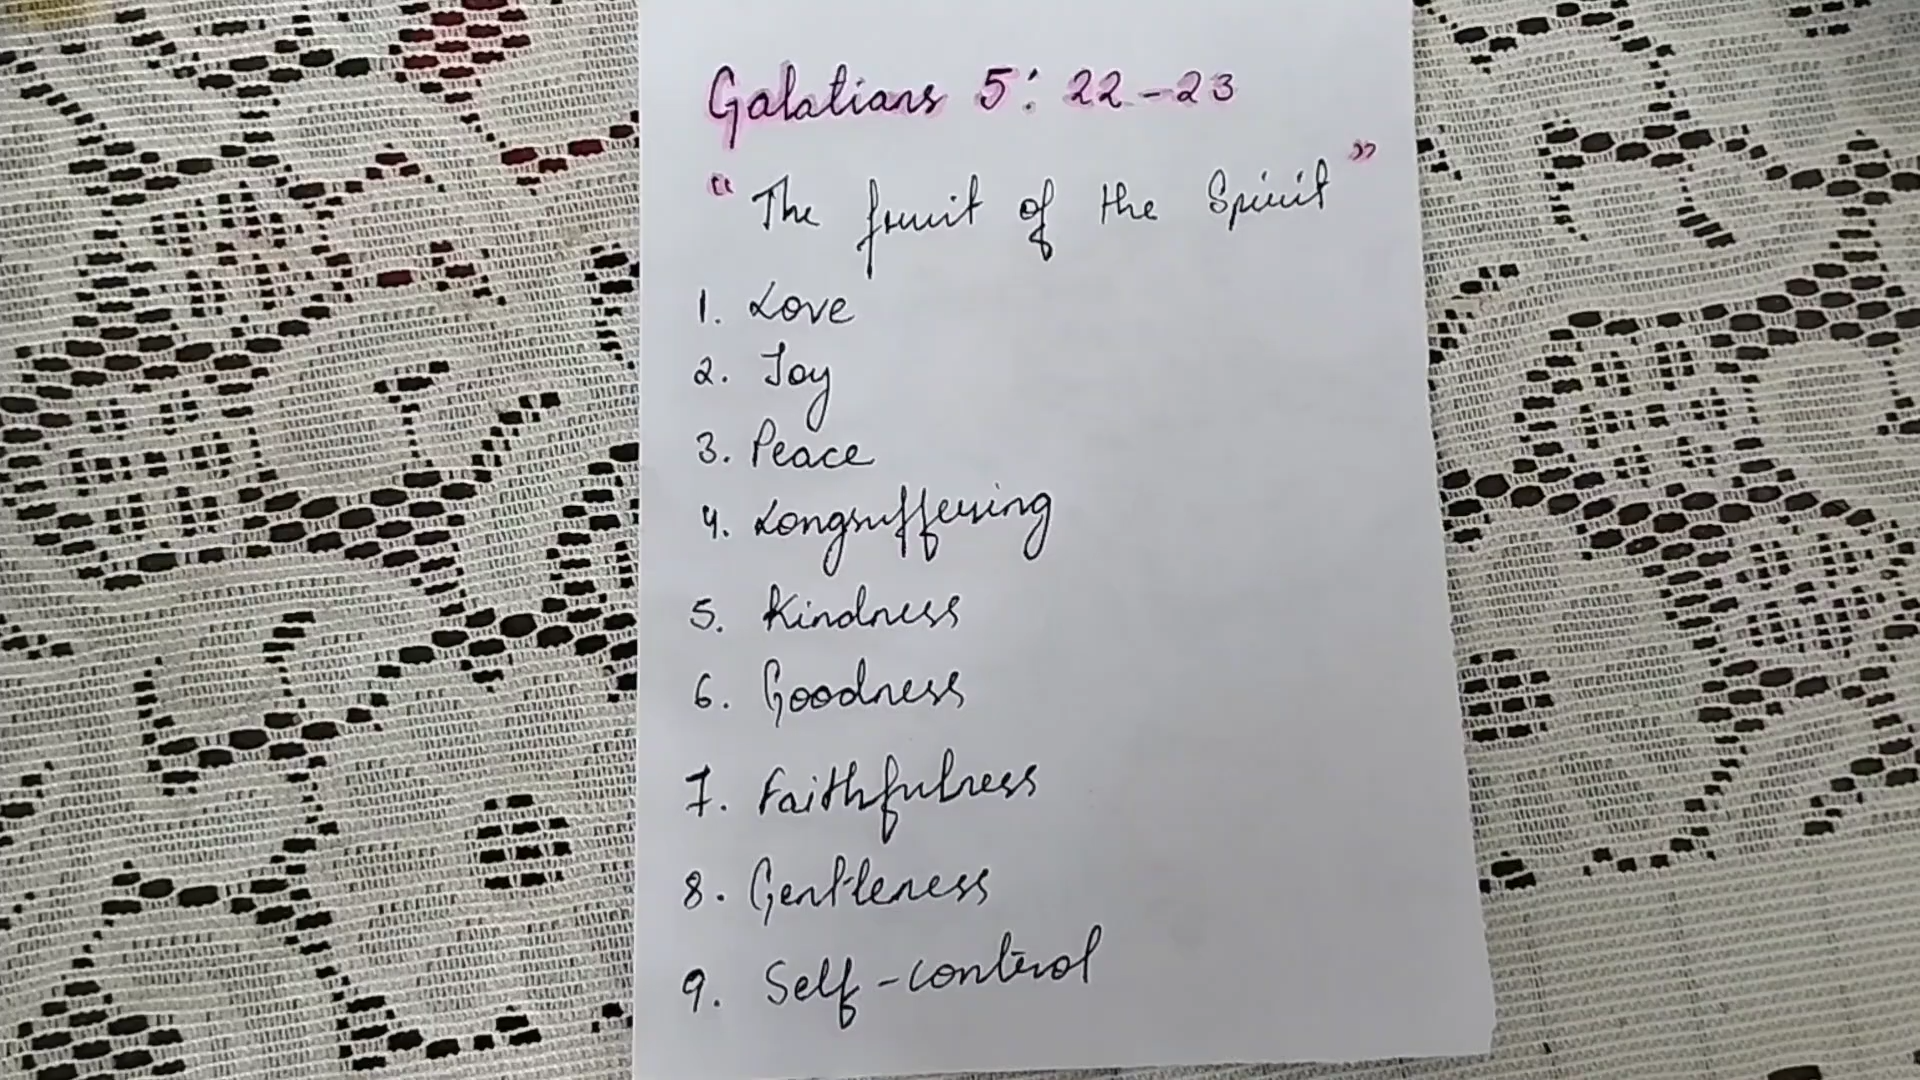 Galatians 5: 22-23
"The fruit of the Spirit"
1. Love
2. Joy
3. Peace
4. Longsuffering
5. Kindness
6. Goodness
7. Faithfulness
8. Gentleness
9. Self-control